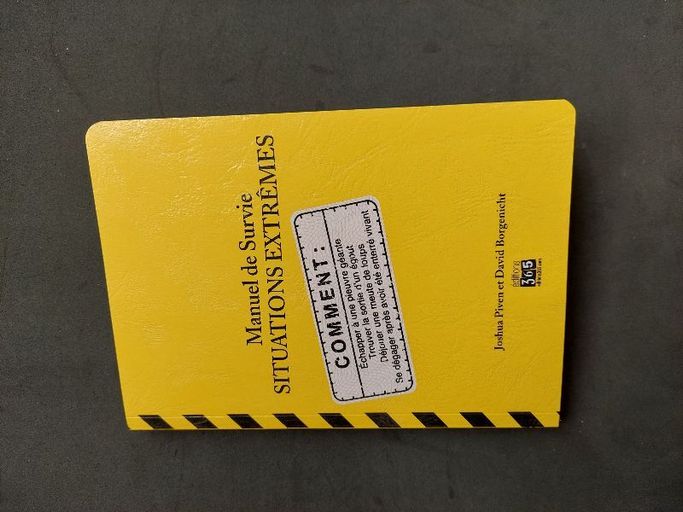 Manuel de Survie
SITUATIONS EXTRÊMES
COMMENT :
Échapper à une pieuvre géante
Trouver la sortie d'un égout
Déjouer une meute de loups
Se dégager après avoir été enterré vivant
Joshua Piven et David Borgenicht
éditions
365